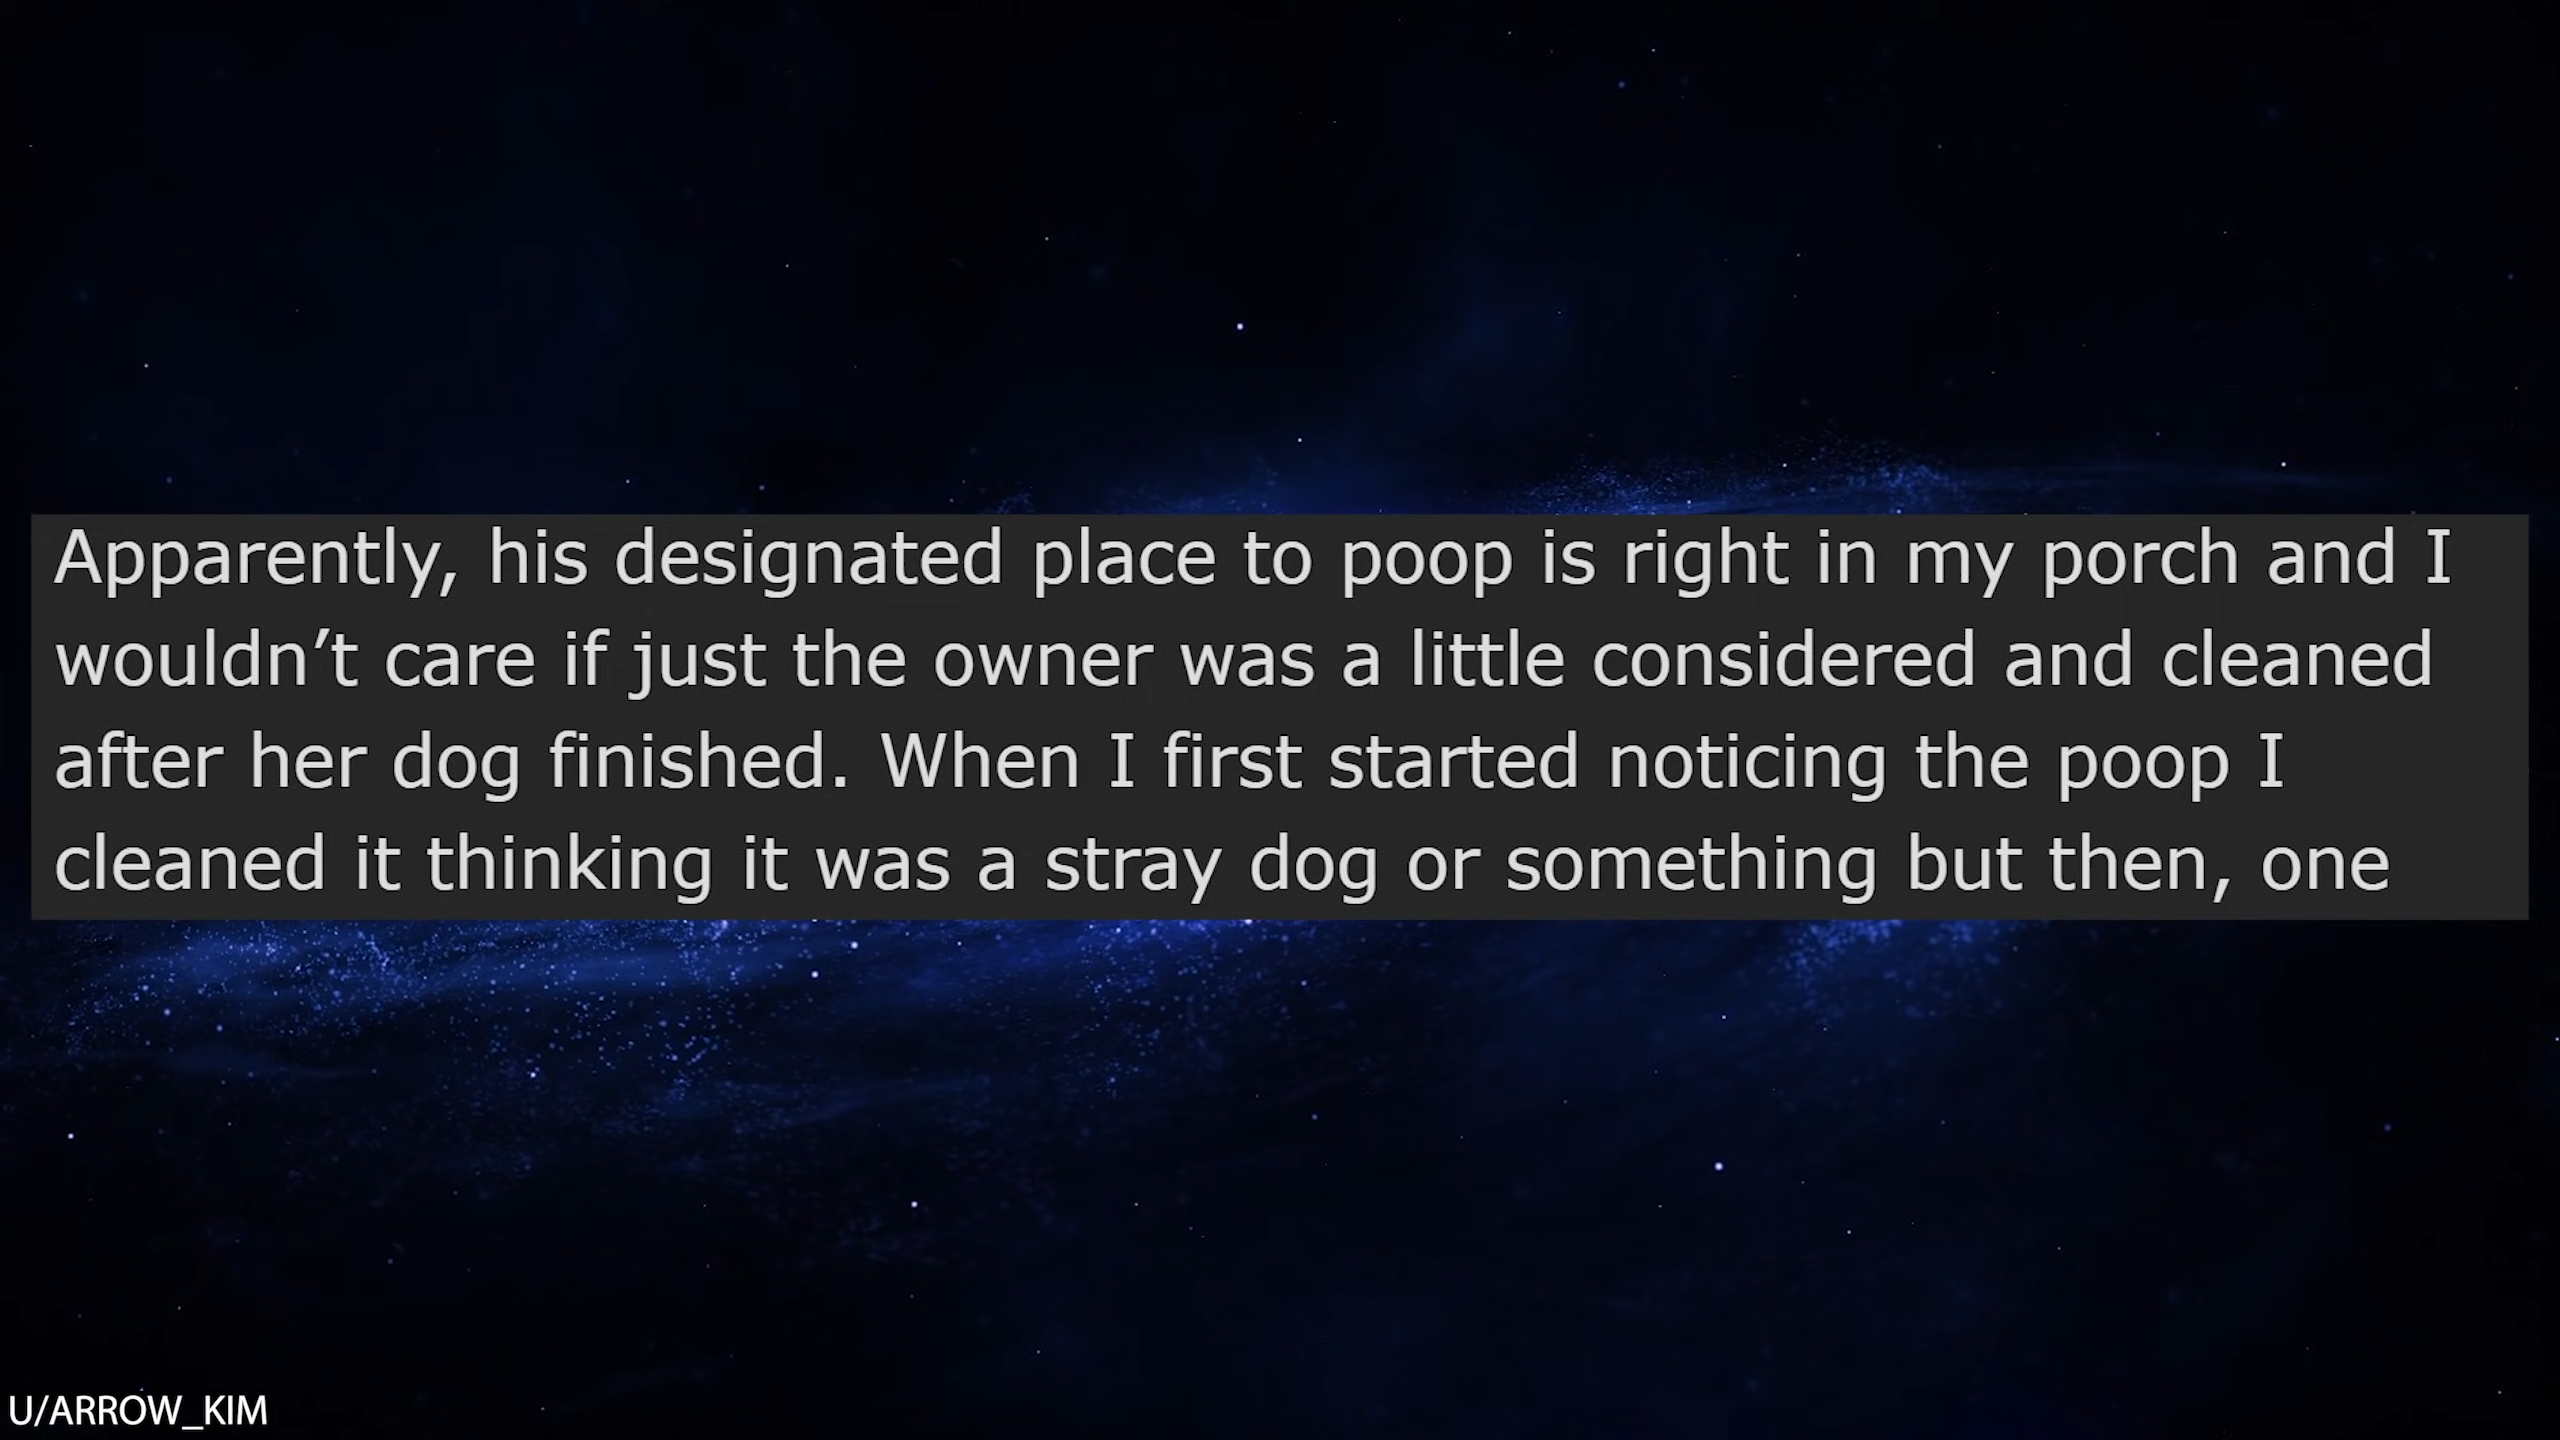 Apparently, his designated place to poop is right in my porch and I
wouldn’t care if just the owner was a little considered and cleaned
after her dog finished. When I first started noticing the poop I
cleaned it thinking it was a stray dog or something but then, one
U/ARROW_KIM